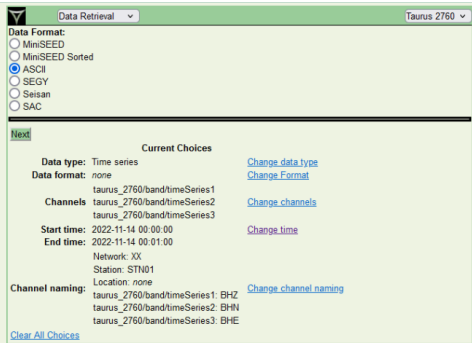 Data Retrieval Taurus 2760
Data Format:
MiniSEED
MiniSEED Sorted
ASCII
SEGY
Seisan
SAC
Next
Current Choices
Data type: Time series Change data type
Data format: none Change Format
taurus_2760/band/timeSeries1
Channels taurus_2760/band/timeSeries2 Change channels
taurus_2760/band/timeSeries3
Start time: 2022-11-14 00:00:00 Change time
End time: 2022-11-14 00:01:00
Network: XX
Station: STN01
Location: none
Channel naming: taurus_2760/band/timeSeries1: BHZ Change channel naming
taurus_2760/band/timeSeries2: BHN
taurus_2760/band/timeSeries3: BHE
Clear All Choices